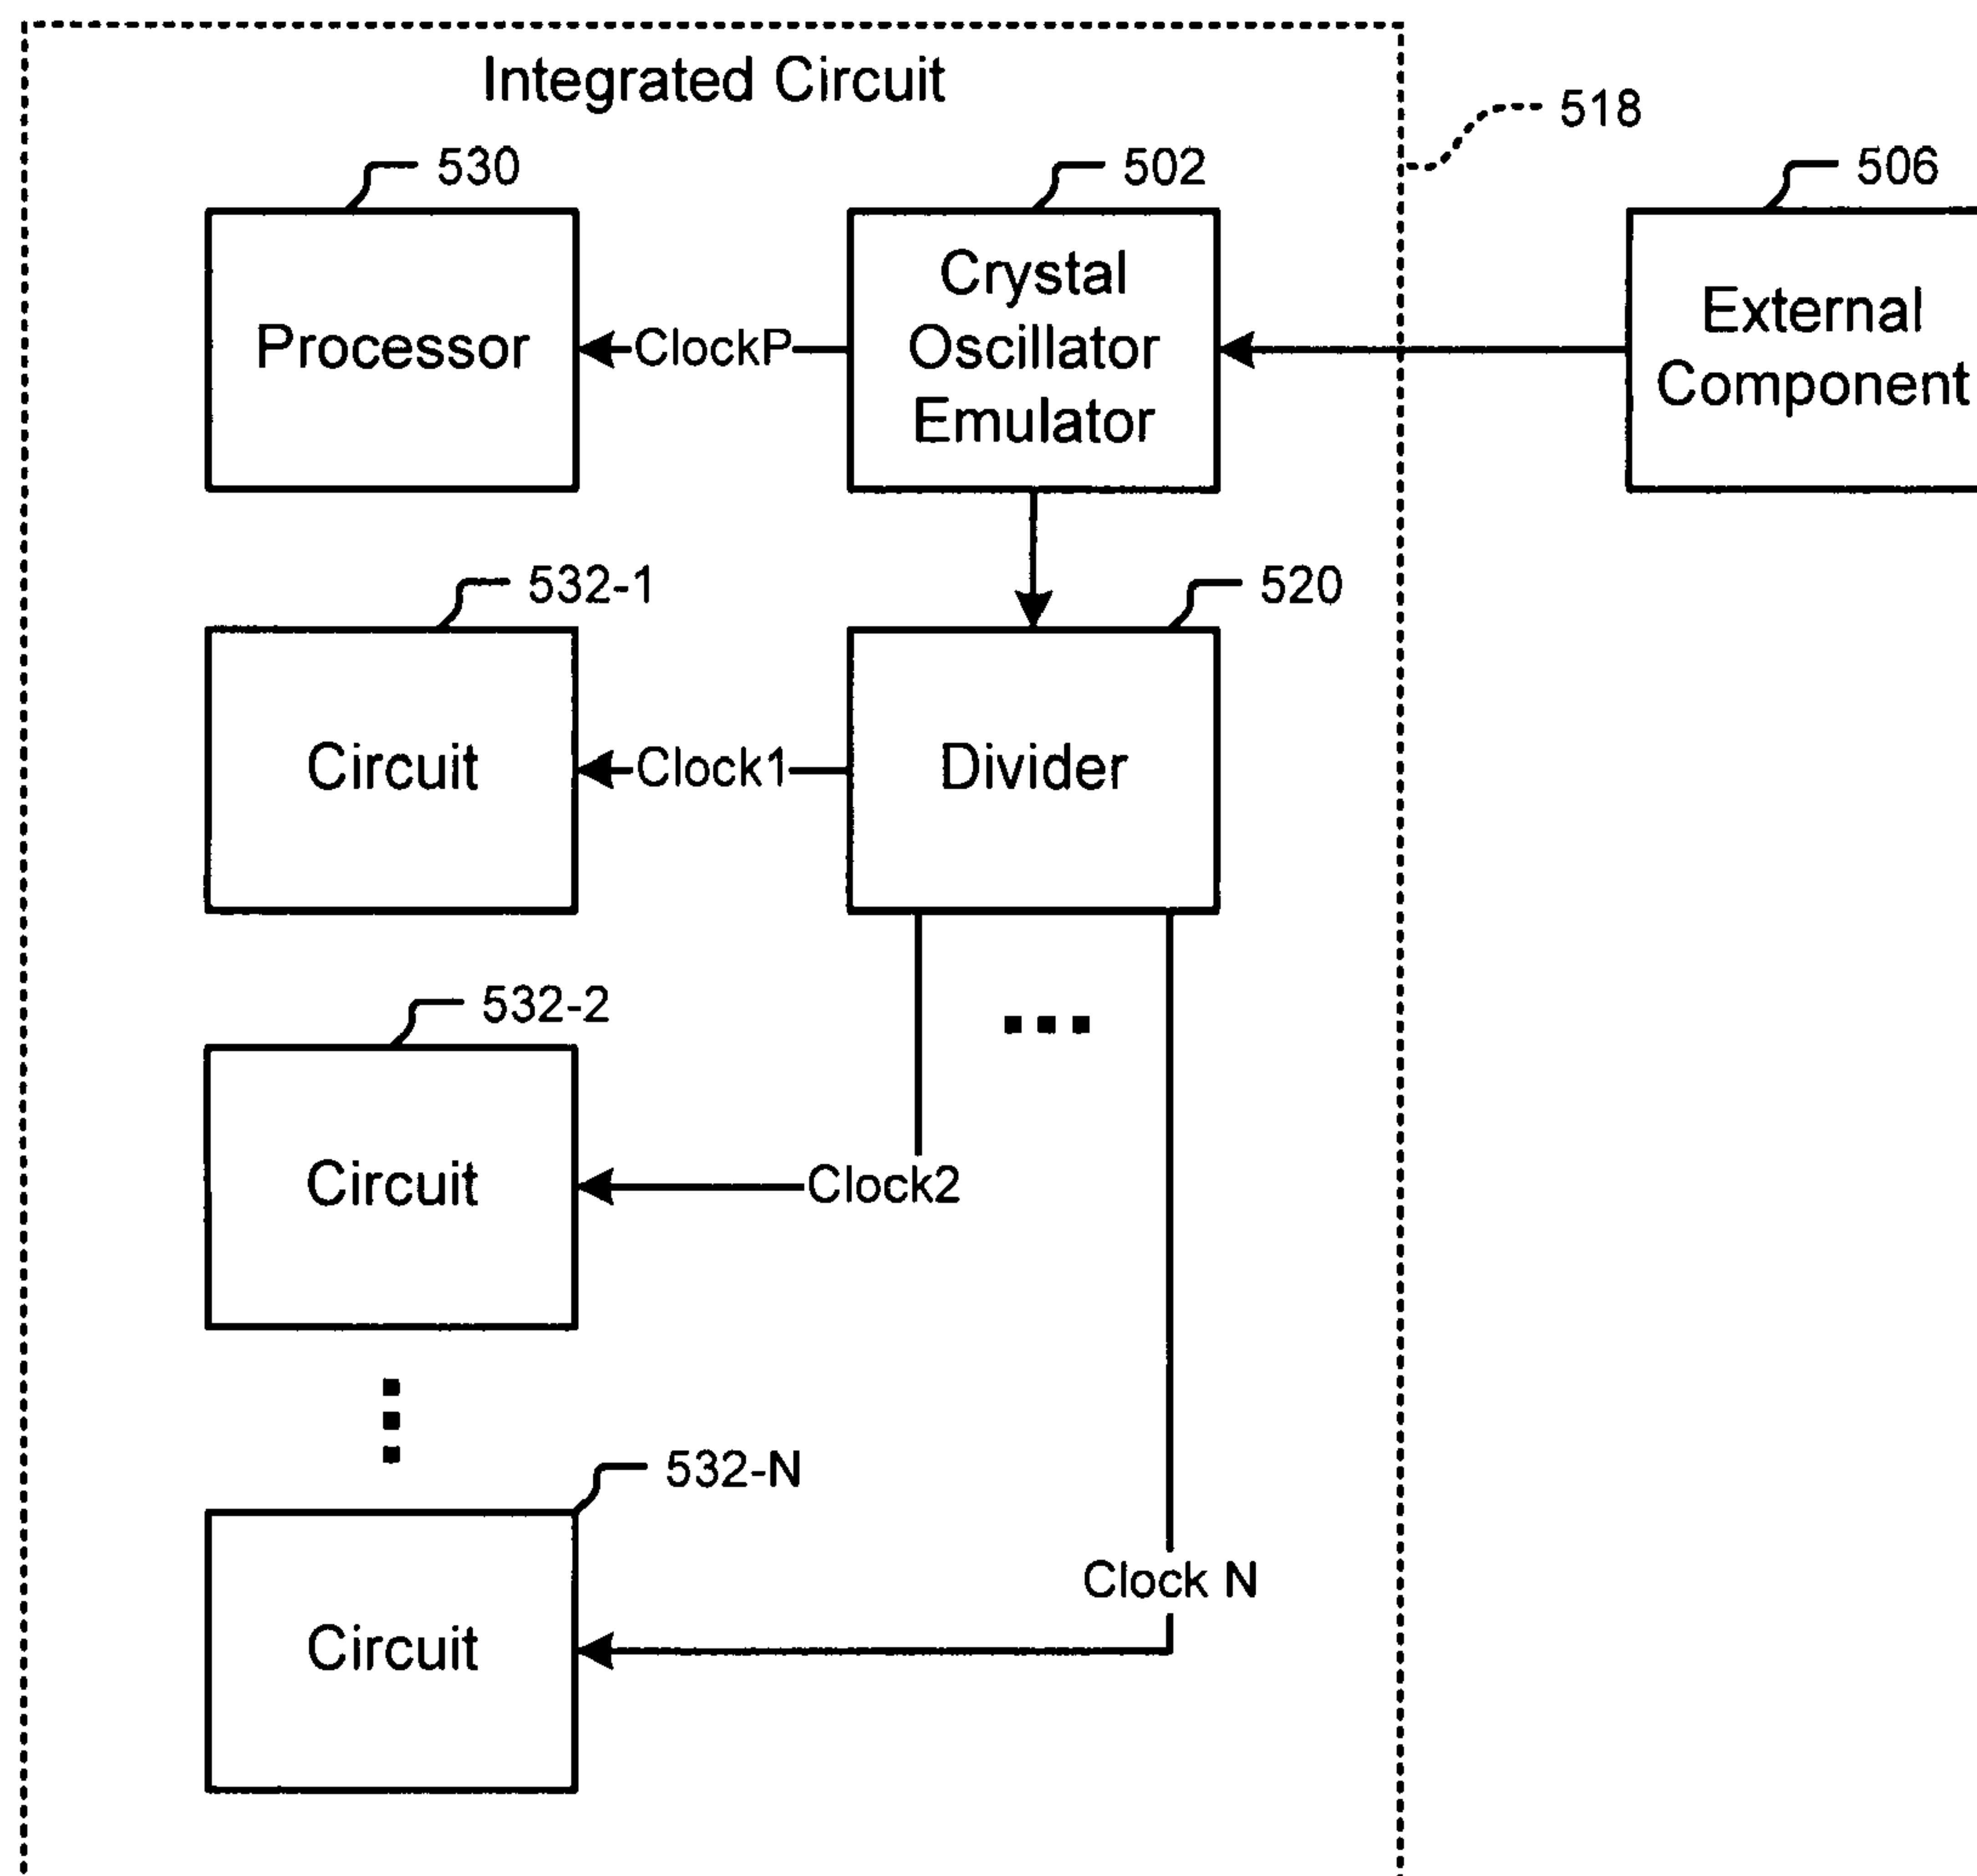 Integrated Circuit
518
530
502
506
Processor
ClockP
Crystal
Oscillator
Emulator
External
Component
532-1
520
Circuit
Clock1
Divider
532-2
Circuit
Clock2
532-N
Clock N
Circuit